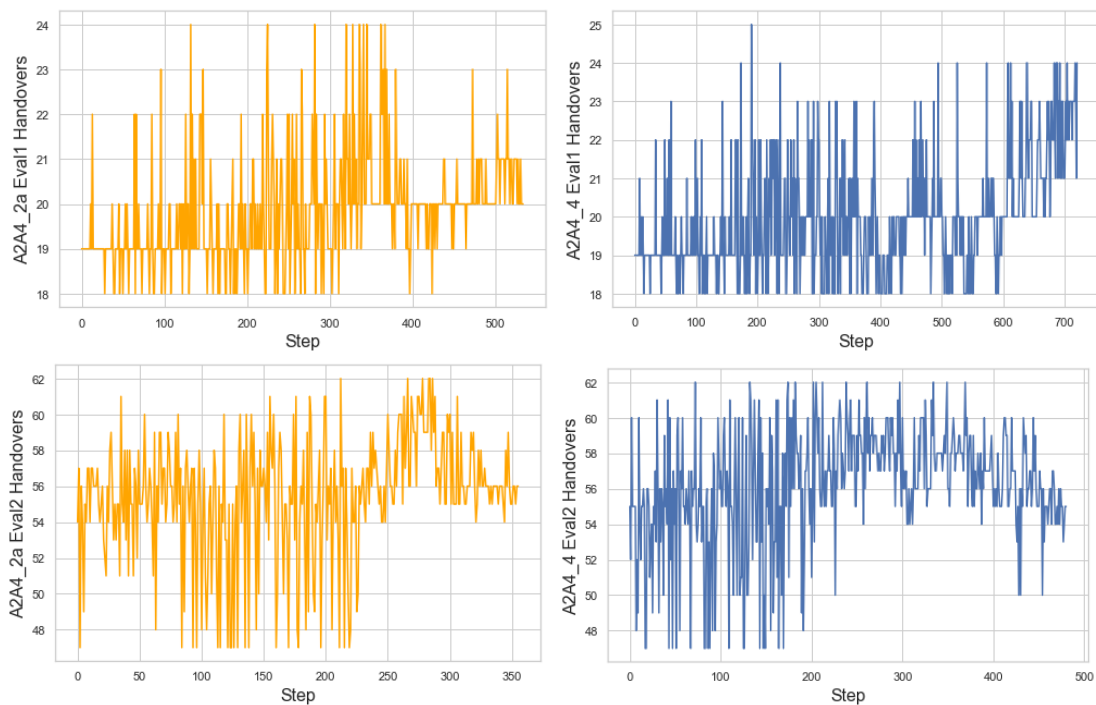 A2A4_2a Eval1 Handovers
24
23
22
21
20
19
18
0 100 200 300 400 500
Step
A2A4_4 Eval1 Handovers
25
24
23
22
21
20
19
18
0 100 200 300 400 500 600 700
Step
A2A4_2a Eval2 Handovers
62
60
58
56
54
52
50
48
0 50 100 150 200 250 300 350
Step
A2A4_4 Eval2 Handovers
62
60
58
56
54
52
50
48
0 100 200 300 400 500
Step